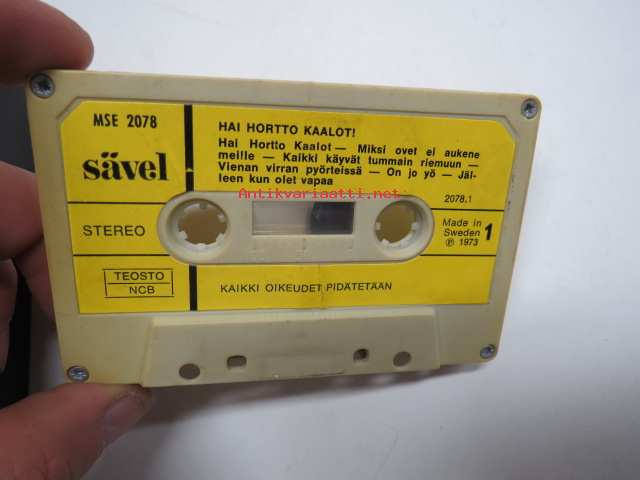 MSE 2078
sävel
STEREO
TEOSTO
NCB
HAI HORTTO KAALOT!
Hai Hortto Kaalot — Miksi ovet ei aukene
meille — Kaikki käyvät tummain riemuun —
Vienan virran pyörteissä — On jo yö — Jäl-
leen kun olet vapaa
Antikvariaatti.net
2078.1
Made in
Sweden
℗ 1973
1
KAIKKI OIKEUDET PIDÄTETÄÄN